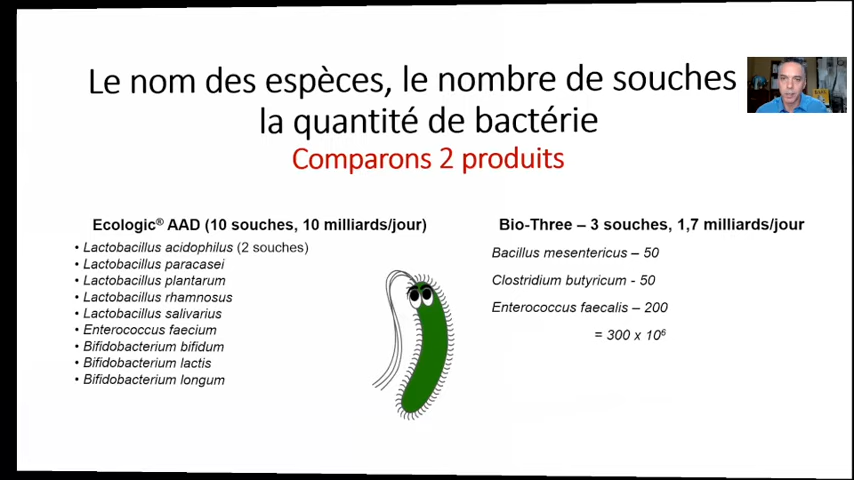 Le nom des espèces, le nombre de souches
la quantité de bactérie
Comparons 2 produits
Ecologic® AAD (10 souches, 10 milliards/jour)
• Lactobacillus acidophilus (2 souches)
• Lactobacillus paracasei
• Lactobacillus plantarum
• Lactobacillus rhamnosus
• Lactobacillus salivarius
• Enterococcus faecium
• Bifidobacterium bifidum
• Bifidobacterium lactis
• Bifidobacterium longum
Bio-Three – 3 souches, 1,7 milliards/jour
Bacillus mesentericus – 50
Clostridium butyricum - 50
Enterococcus faecalis – 200
= 300 x 10⁶